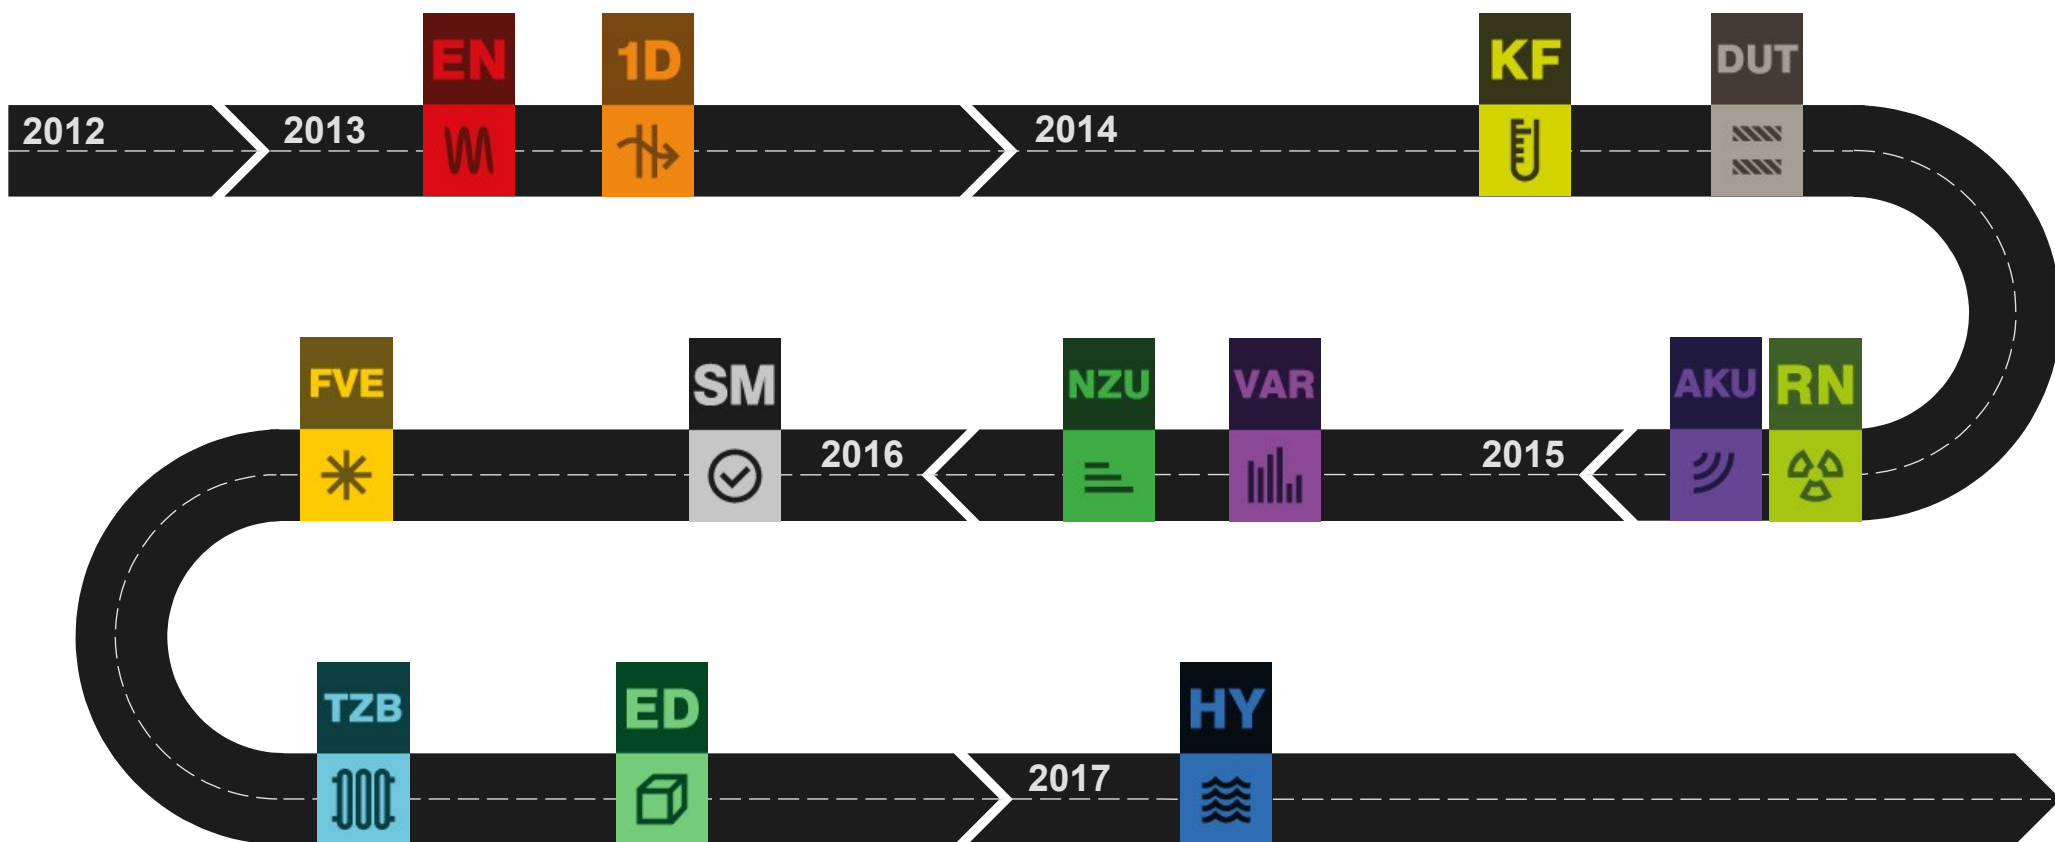 2012
2013
EN
1D
2014
KF
DUT
RN
AKU
2015
VAR
NZU
2016
SM
FVE
TZB
ED
2017
HY